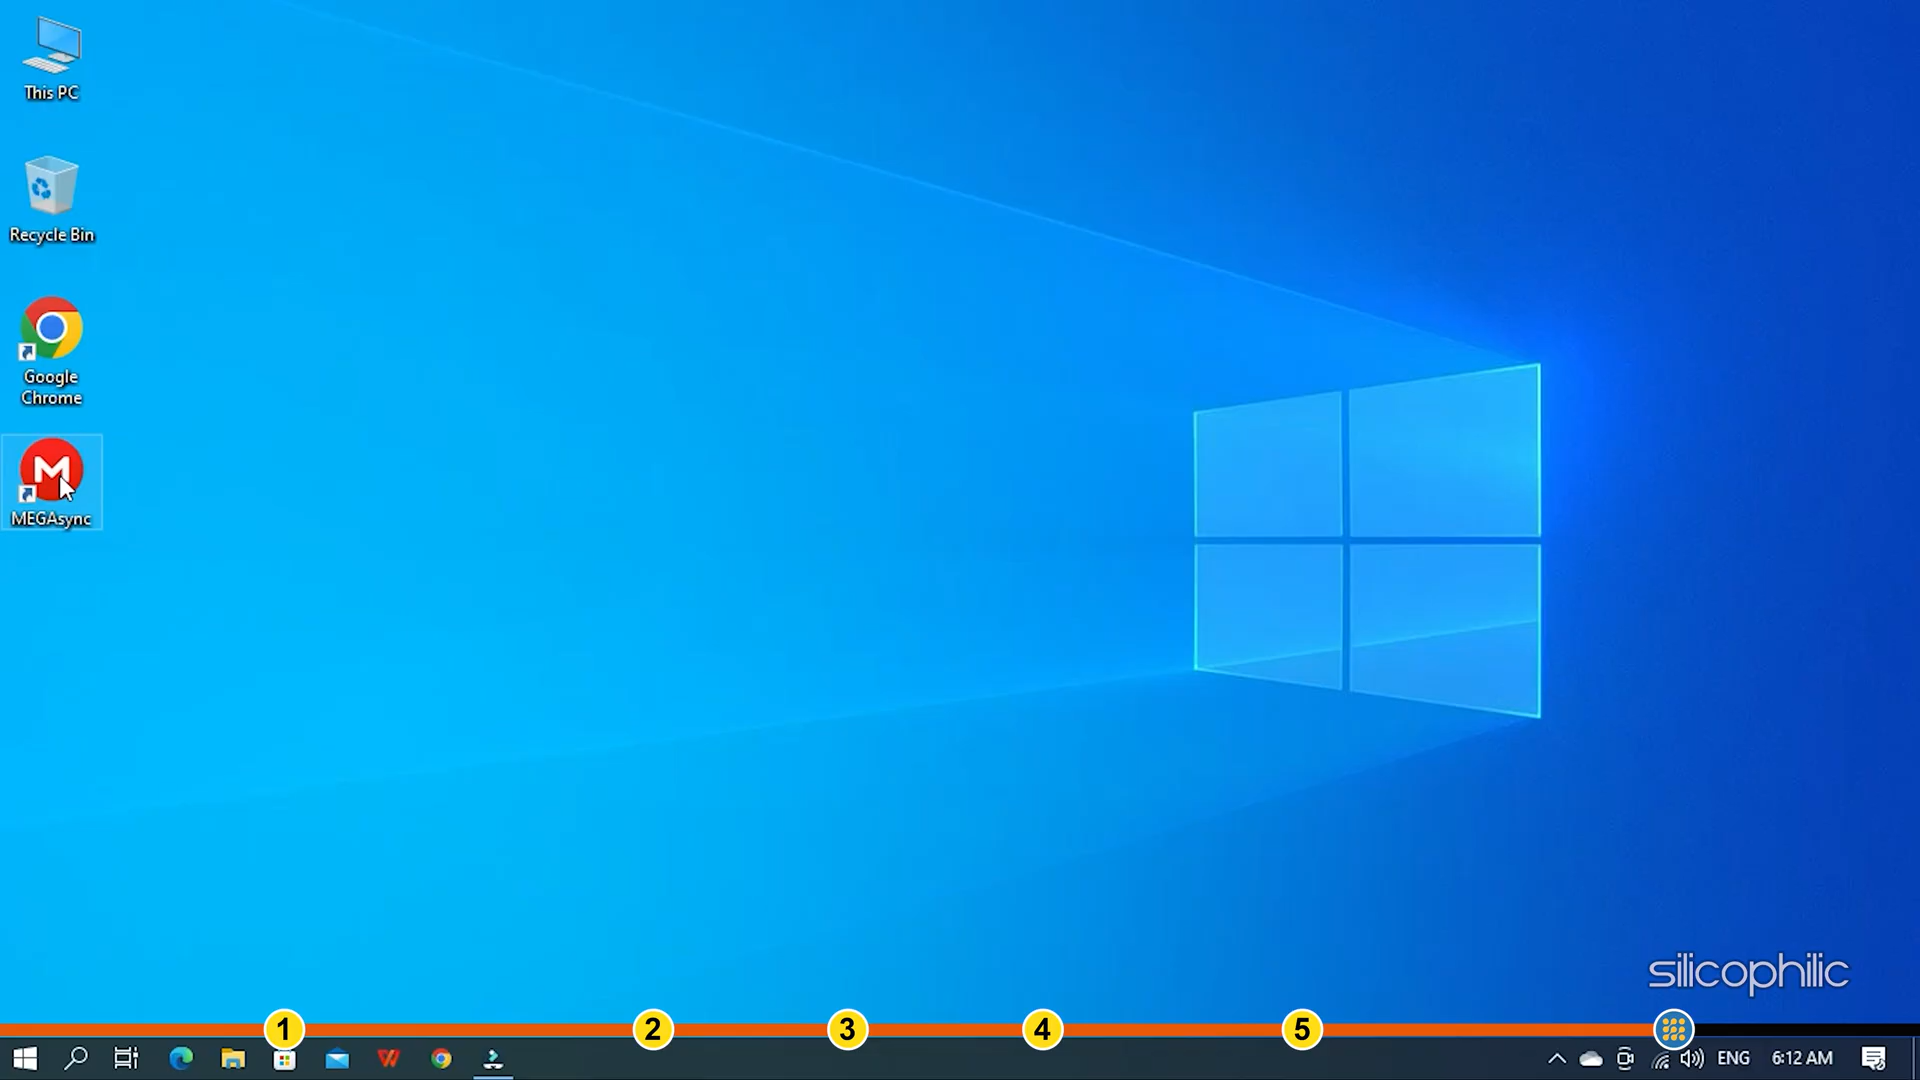 This PC
Recycle Bin
Google
Chrome
MEGAsync
silicophilic
1 2 3 4 5
ENG 6:12 AM